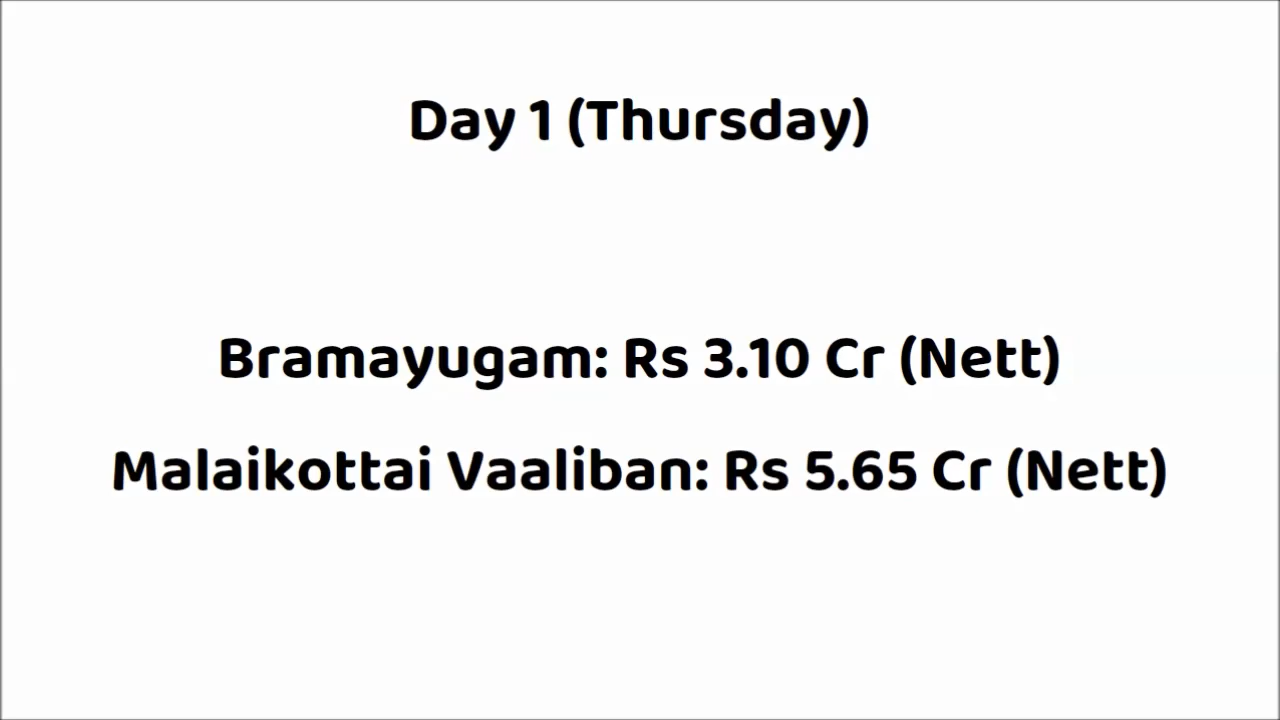 Day 1 (Thursday)
Bramayugam: Rs 3.10 Cr (Nett)
Malaikottai Vaaliban: Rs 5.65 Cr (Nett)